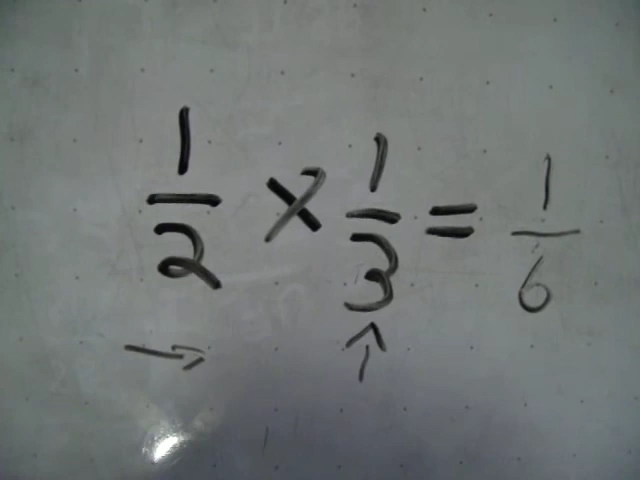 1/2 × 1/3 = 1/6
→ ↑